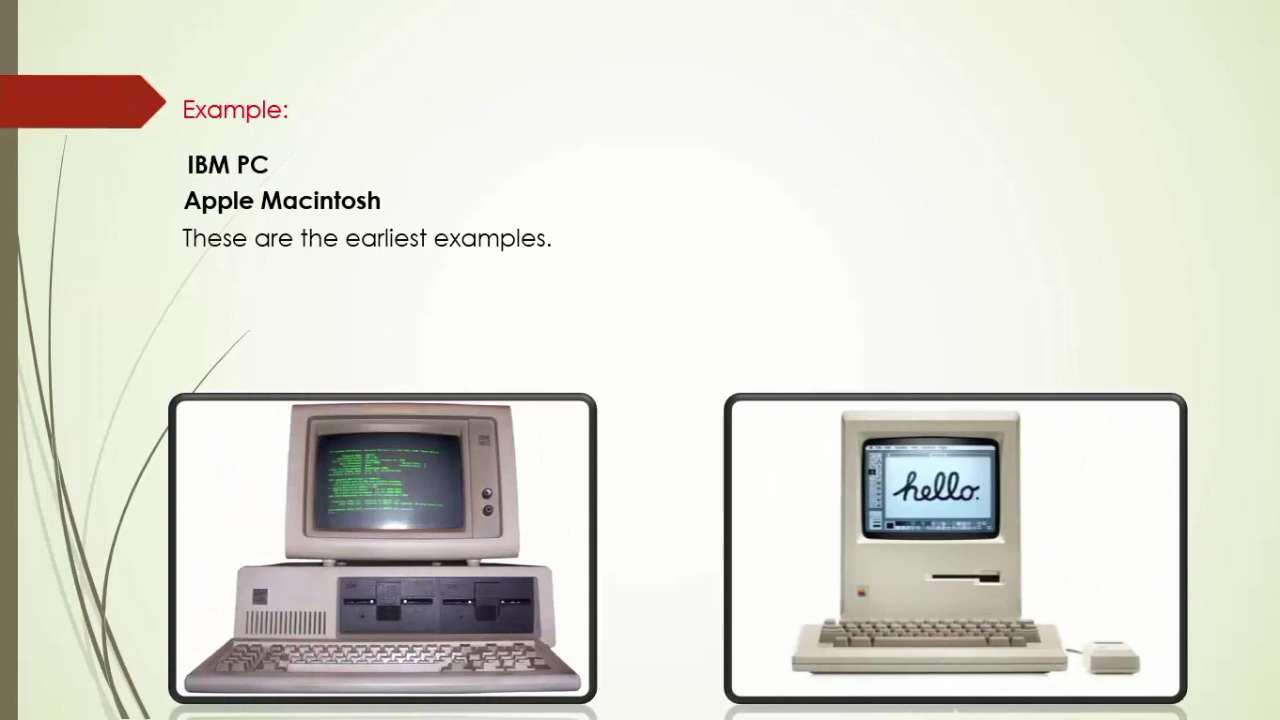 Example:
IBM PC
Apple Macintosh
These are the earliest examples.
hello.